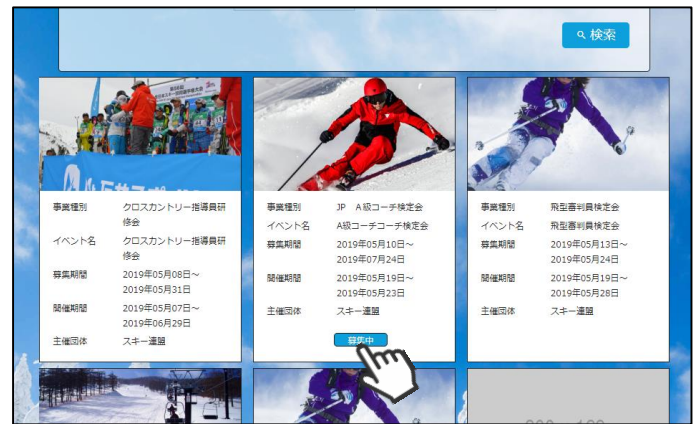 検索
事業種別 クロスカントリー指導員研
修会
イベント名 クロスカントリー指導員研
修会
募集期間 2019年05月08日～
2019年05月31日
開催期間 2019年05月07日～
2019年06月29日
主催団体 スキー連盟
事業種別 JP A級コーチ検定会
イベント名 A級コーチコーチ検定会
募集期間 2019年05月10日～
2019年07月24日
開催期間 2019年05月19日～
2019年05月23日
主催団体 スキー連盟
募集中
事業種別 飛型審判員検定会
イベント名 飛型審判員検定会
募集期間 2019年05月13日～
2019年05月24日
開催期間 2019年05月19日～
2019年05月28日
主催団体 スキー連盟